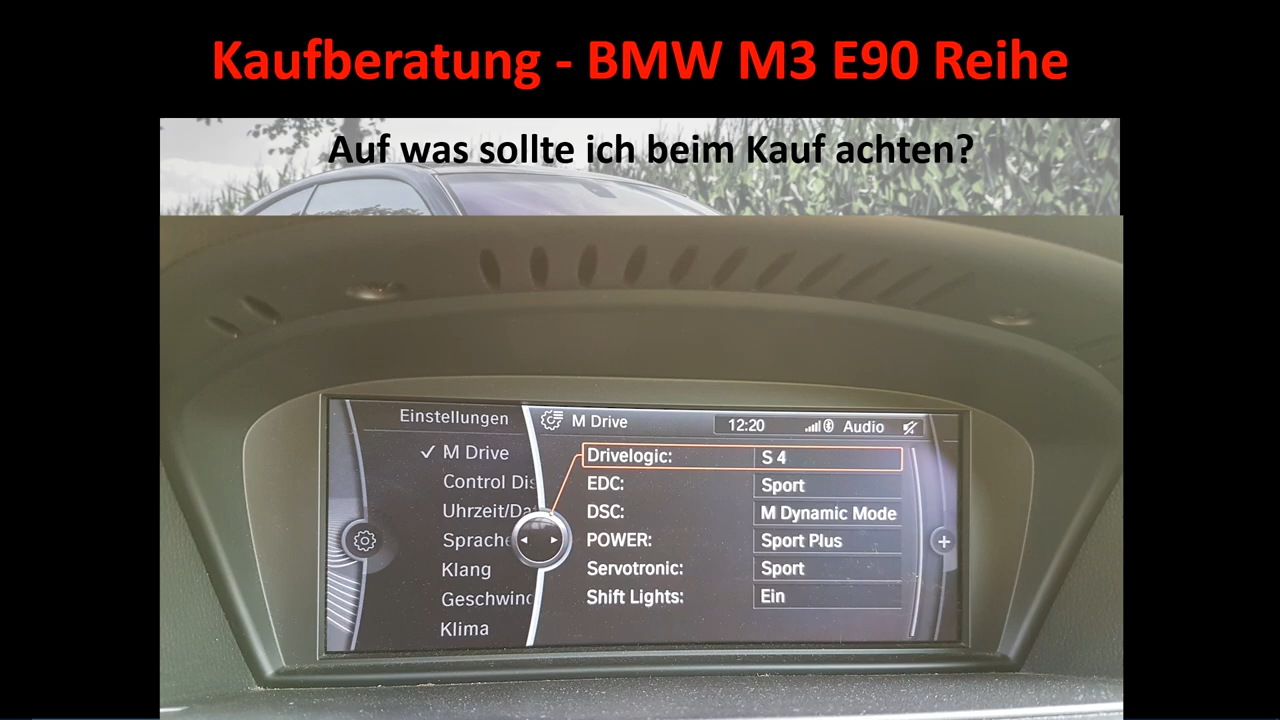 Kaufberatung - BMW M3 E90 Reihe
Auf was sollte ich beim Kauf achten?
Einstellungen
M Drive
Control Dis
Uhrzeit/Da
Sprache
Klang
Geschwind
Klima
M Drive
12:20
Audio
Drivelogic: S 4
EDC: Sport
DSC: M Dynamic Mode
POWER: Sport Plus
Servotronic: Sport
Shift Lights: Ein